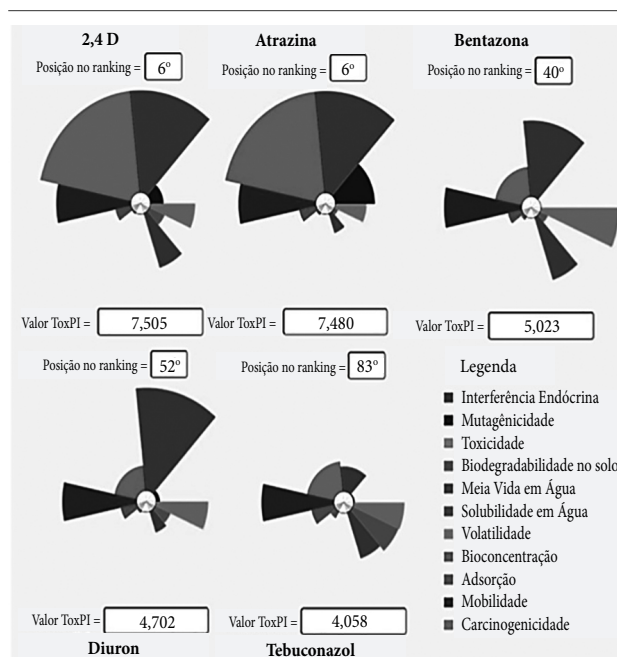 2,4 D
Atrazina
Bentazona
Posição no ranking = 6º
Posição no ranking = 6º
Posição no ranking = 40º
Valor ToxPI = 7,505
Valor ToxPI = 7,480
Valor ToxPI = 5,023
Posição no ranking = 52º
Posição no ranking = 83º
Valor ToxPI = 4,702
Valor ToxPI = 4,058
Diuron
Tebuconazol
Legenda
Interferência Endócrina
Mutagênicidade
Toxicidade
Biodegradabilidade no solo
Meia Vida em Água
Solubilidade em Água
Volatilidade
Bioconcentração
Adsorção
Mobilidade
Carcinogenicidade